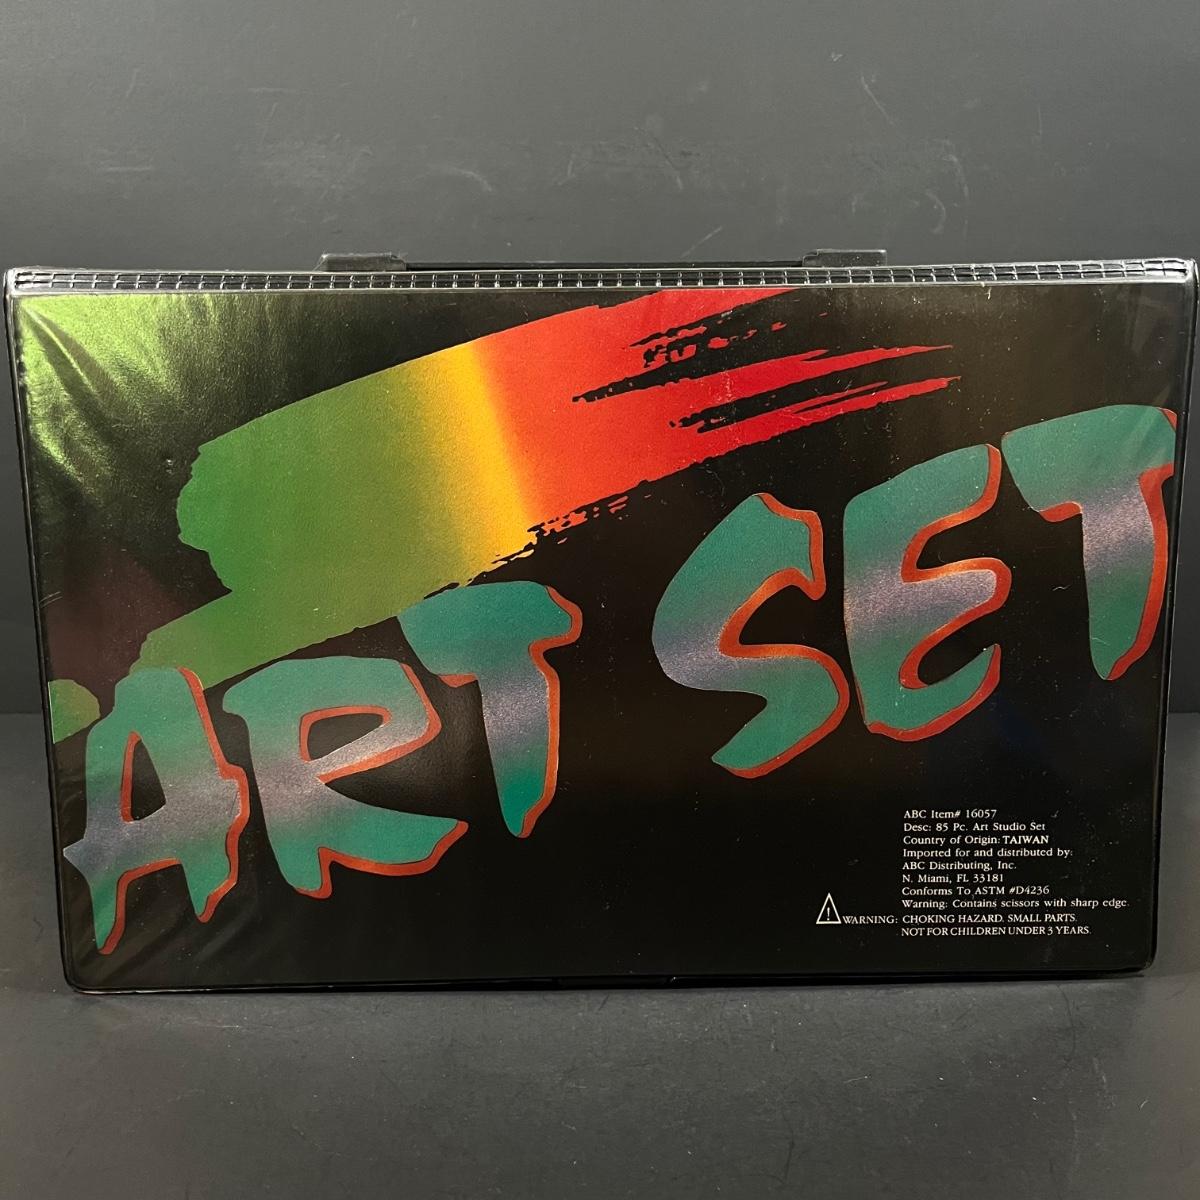 ART SET
ABC Item# 16057
Desc: 85 Pc. Art Studio Set
Country of Origin: TAIWAN
Imported for and distributed by:
ABC Distributing, Inc.
N. Miami, FL 33181
Conforms To ASTM #D4236
Warning: Contains scissors with sharp edge.
WARNING: CHOKING HAZARD. SMALL PARTS.
NOT FOR CHILDREN UNDER 3 YEARS.